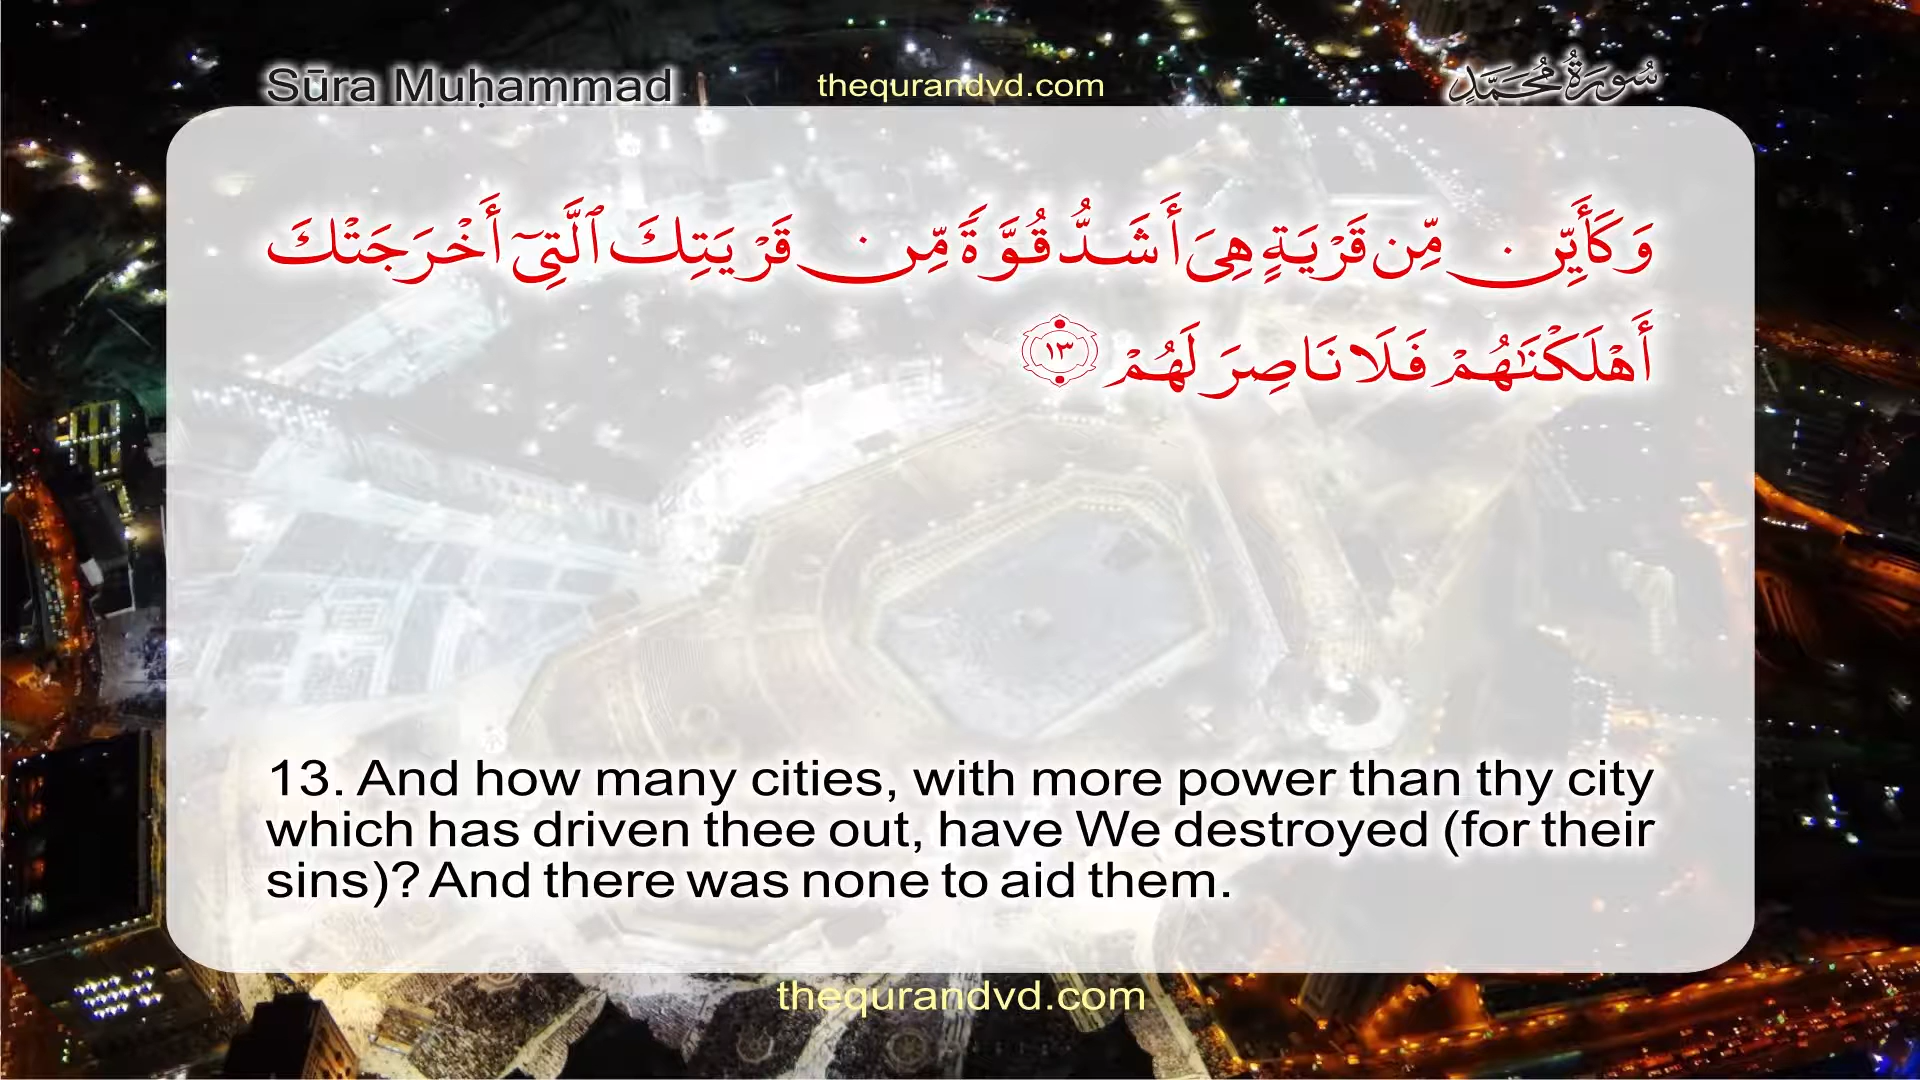 Sūra Muḥammad
thequrandvd.com
سُورَةُ مُحَمَّدٍ
وَكَأَيِّن مِّن قَرْيَةٍ هِىَ أَشَدُّ قُوَّةً مِّن قَرْيَتِكَ ٱلَّتِىٓ أَخْرَجَتْكَ
أَهْلَكْنَـٰهُمْ فَلَا نَاصِرَ لَهُمْ ١٣
13. And how many cities, with more power than thy city
which has driven thee out, have We destroyed (for their
sins)? And there was none to aid them.
thequrandvd.com